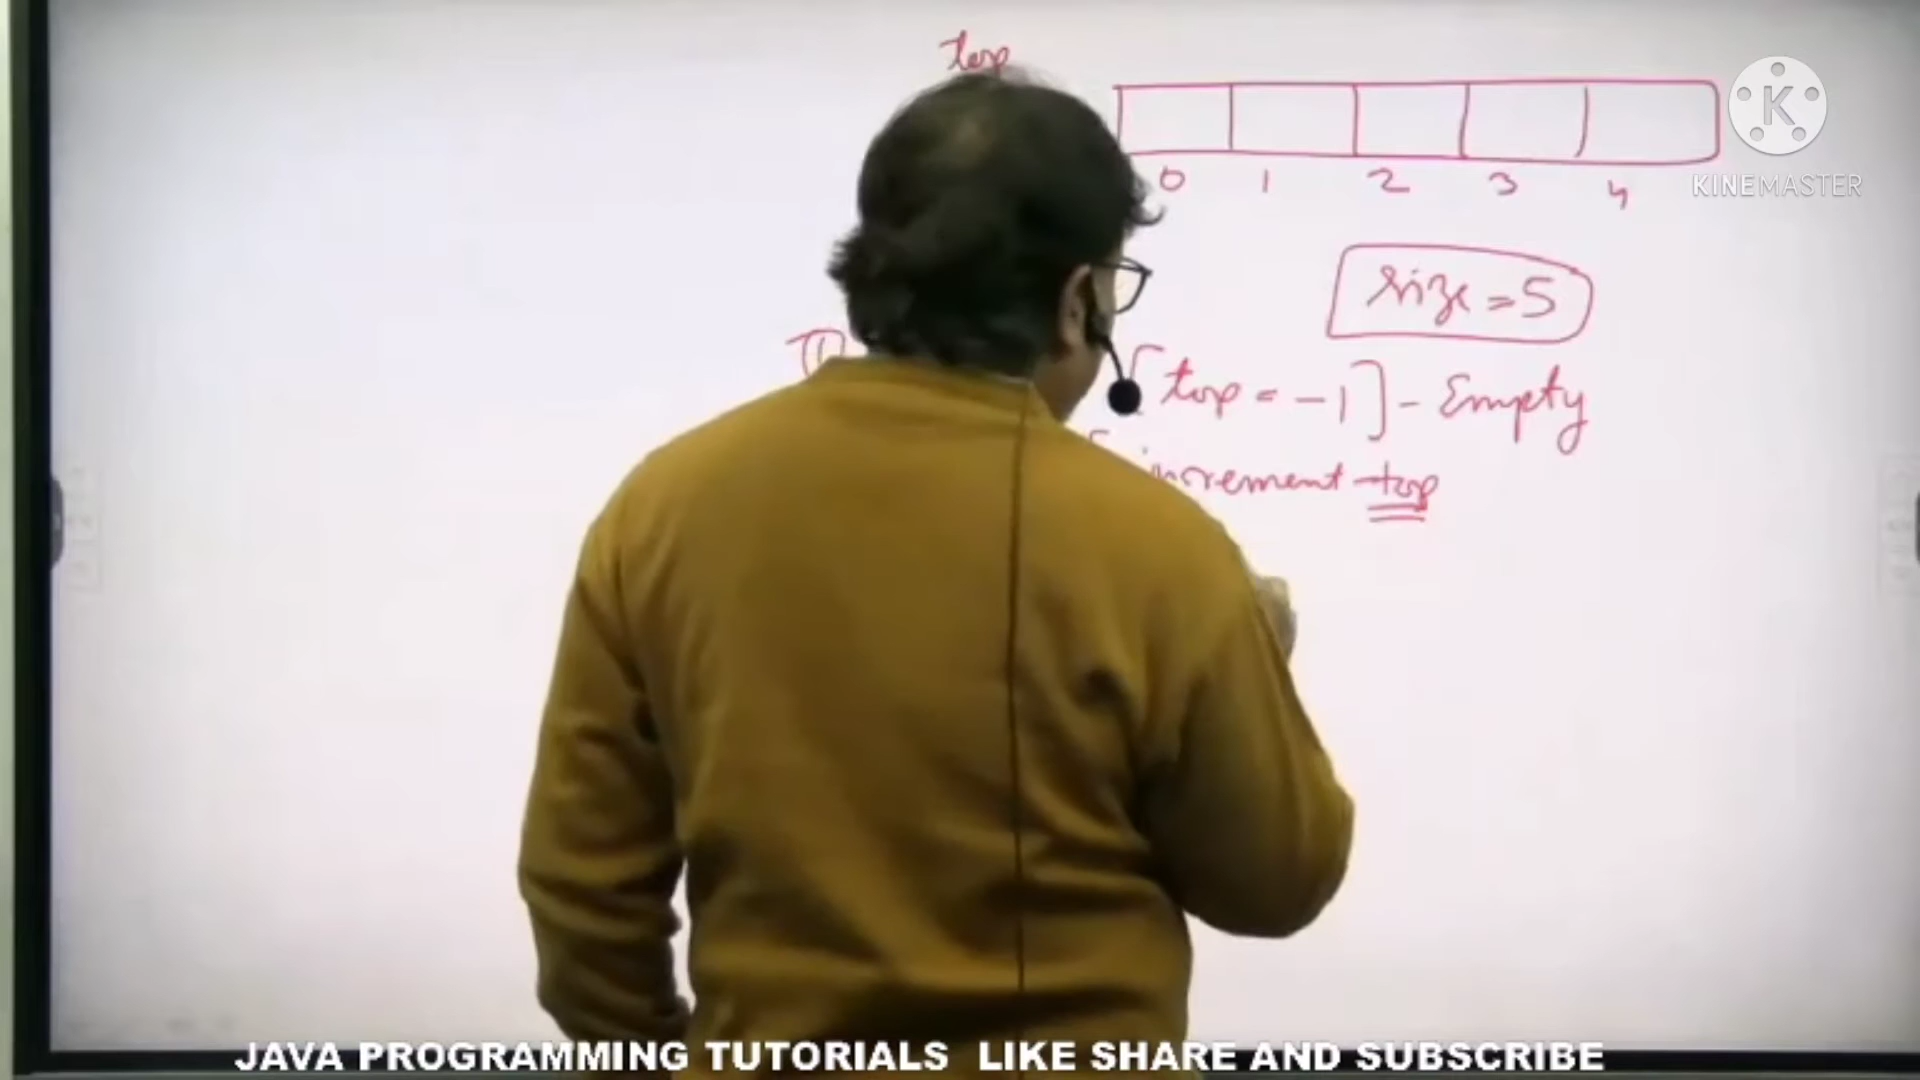 top
K
KINEMASTER
0 1 2 3 4
size = 5
[top = -1] - Empty
increment top
JAVA PROGRAMMING TUTORIALS LIKE SHARE AND SUBSCRIBE